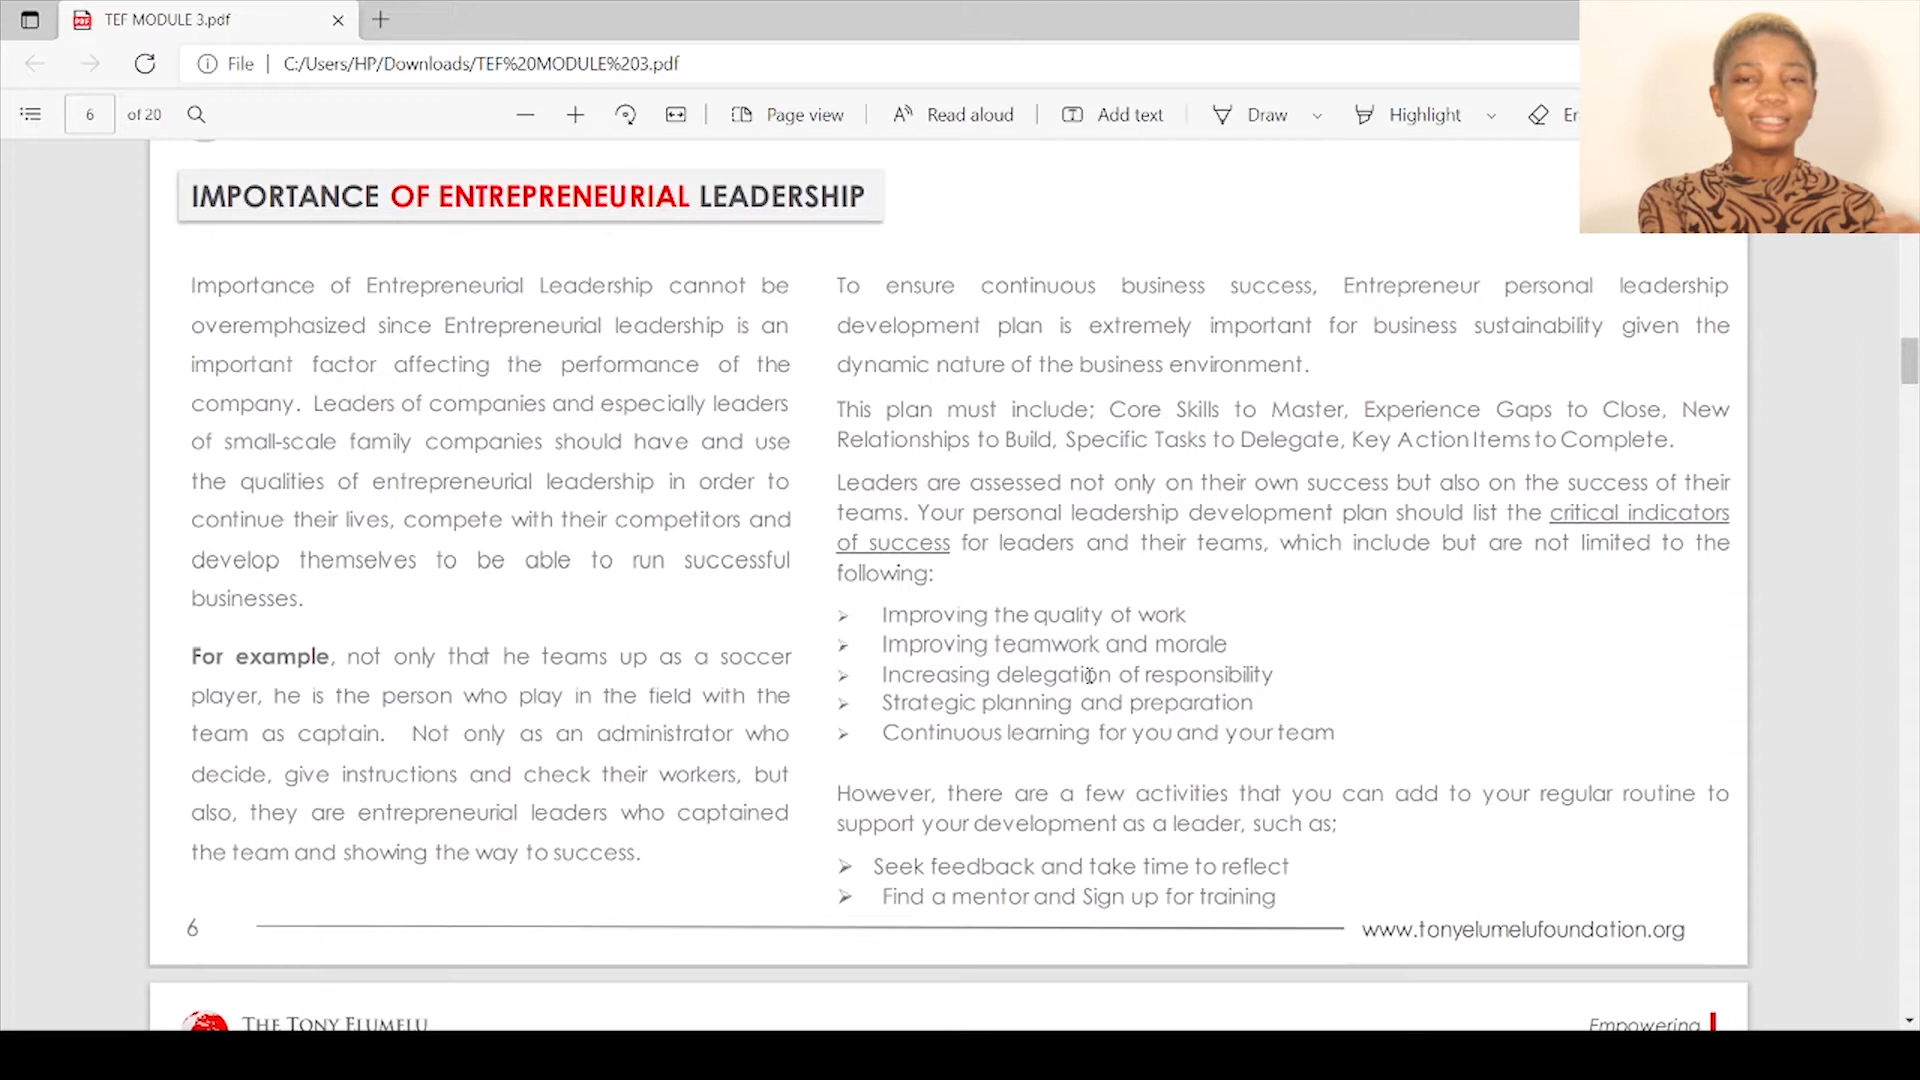 TEF MODULE 3.pdf
File
C:/Users/HP/Downloads/TEF%20MODULE%203.pdf
6 of 20
Page view
Read aloud
Add text
Draw
Highlight
IMPORTANCE OF ENTREPRENEURIAL LEADERSHIP
Importance of Entrepreneurial Leadership cannot be
overemphasized since Entrepreneurial leadership is an
important factor affecting the performance of the
company. Leaders of companies and especially leaders
of small-scale family companies should have and use
the qualities of entrepreneurial leadership in order to
continue their lives, compete with their competitors and
develop themselves to be able to run successful
businesses.
For example, not only that he teams up as a soccer
player, he is the person who play in the field with the
team as captain. Not only as an administrator who
decide, give instructions and check their workers, but
also, they are entrepreneurial leaders who captained
the team and showing the way to success.
To ensure continuous business success, Entrepreneur personal leadership
development plan is extremely important for business sustainability given the
dynamic nature of the business environment.
This plan must include; Core Skills to Master, Experience Gaps to Close, New
Relationships to Build, Specific Tasks to Delegate, Key Action Items to Complete.
Leaders are assessed not only on their own success but also on the success of their
teams. Your personal leadership development plan should list the critical indicators
of success for leaders and their teams, which include but are not limited to the
following:
Improving the quality of work
Improving teamwork and morale
Increasing delegation of responsibility
Strategic planning and preparation
Continuous learning for you and your team
However, there are a few activities that you can add to your regular routine to
support your development as a leader, such as;
Seek feedback and take time to reflect
Find a mentor and Sign up for training
6
www.tonyelumelufoundation.org
THE TONY ELUMELU
Empowering